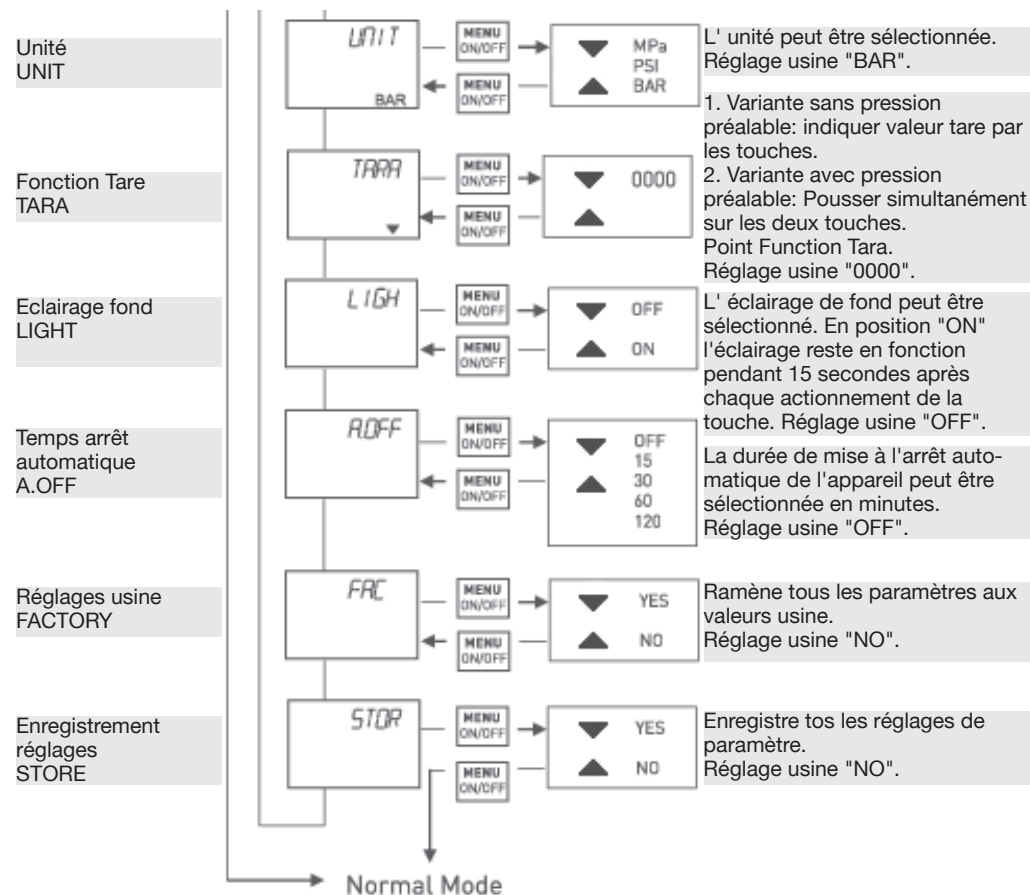 Unité
UNIT
UNIT
BAR
MENU
ON/OFF
MENU
ON/OFF
MPa
PSI
BAR
L' unité peut être sélectionnée.
Réglage usine "BAR".
Fonction Tare
TARA
TARA
MENU
ON/OFF
MENU
ON/OFF
0000
1. Variante sans pression
préalable: indiquer valeur tare par
les touches.
2. Variante avec pression
préalable: Pousser simultanément
sur les deux touches.
Point Function Tara.
Réglage usine "0000".
Eclairage fond
LIGHT
LIGH
MENU
ON/OFF
MENU
ON/OFF
OFF
ON
L' éclairage de fond peut être
sélectionné. En position "ON"
l'éclairage reste en fonction
pendant 15 secondes après
chaque actionnement de la
touche. Réglage usine "OFF".
Temps arrêt
automatique
A.OFF
A.OFF
MENU
ON/OFF
MENU
ON/OFF
OFF
15
30
60
120
La durée de mise à l'arrêt auto-
matique de l'appareil peut être
sélectionnée en minutes.
Réglage usine "OFF".
Réglages usine
FACTORY
FAC
MENU
ON/OFF
MENU
ON/OFF
YES
NO
Ramène tous les paramètres aux
valeurs usine.
Réglage usine "NO".
Enregistrement
réglages
STORE
STOR
MENU
ON/OFF
MENU
ON/OFF
YES
NO
Enregistre tos les réglages de
paramètre.
Réglage usine "NO".
Normal Mode